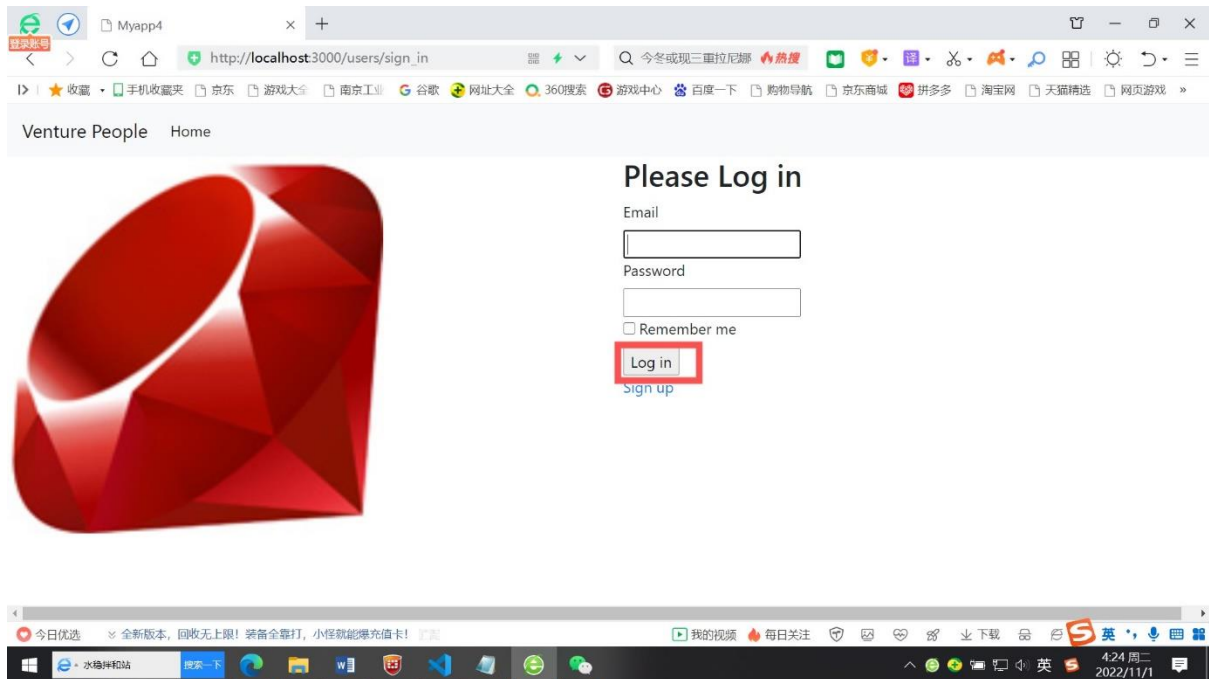 Myapp4
登录账号
http://localhost:3000/users/sign_in
今冬或现三重拉尼娜 热搜
译
收藏 手机收藏夹 京东 游戏大全 南京工业 谷歌 网址大全 360搜索 游戏中心 百度一下 购物导航 京东商城 拼多多 淘宝网 天猫精选 网页游戏 »
Venture People Home
Please Log in
Email
Password
Remember me
Log in
Sign up
今日优选 全新版本，回收无上限！装备全靠打，小怪就能爆充值卡！
我的视频 每日关注 下载
英
水稳拌和站 搜索一下
英
4:24 周二
2022/11/1